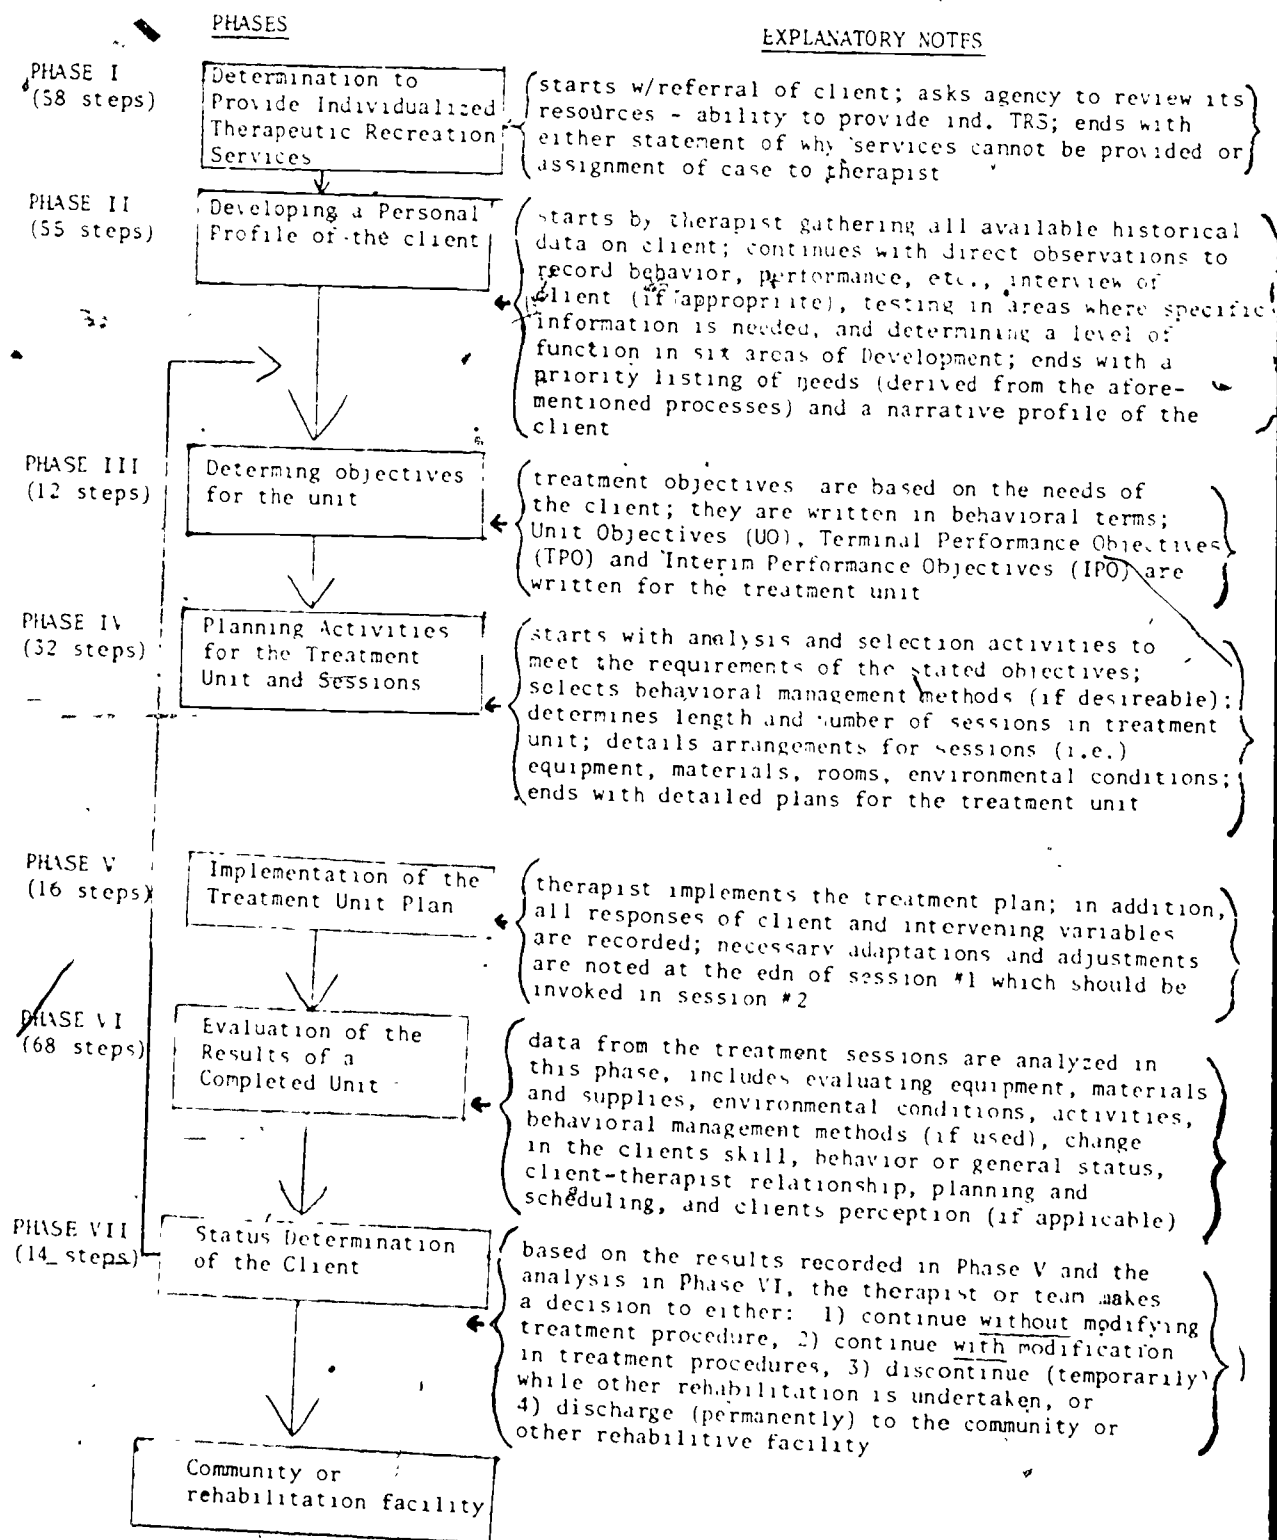 PHASES
EXPLANATORY NOTES
PHASE I
(58 steps)
Determination to
Provide Individualized
Therapeutic Recreation
Services
starts w/referral of client; asks agency to review its
resources - ability to provide ind. TRS; ends with
either statement of why services cannot be provided or
assignment of case to therapist
PHASE II
(55 steps)
Developing a Personal
Profile of the client
starts by therapist gathering all available historical
data on client; continues with direct observations to
record behavior, performance, etc., interview of
client (if appropriite), testing in areas where specific
information is needed, and determining a level of
function in six areas of Development; ends with a
priority listing of needs (derived from the afore-
mentioned processes) and a narrative profile of the
client
PHASE III
(12 steps)
Determing objectives
for the unit
treatment objectives are based on the needs of
the client; they are written in behavioral terms;
Unit Objectives (UO), Terminal Performance Objectives
(TPO) and Interim Performance Objectives (IPO) are
written for the treatment unit
PHASE IV
(32 steps)
Planning Activities
for the Treatment
Unit and Sessions
starts with analysis and selection activities to
meet the requirements of the stated objectives;
selects behavioral management methods (if desireable);
determines length and number of sessions in treatment
unit; details arrangements for sessions (i.e.)
equipment, materials, rooms, environmental conditions;
ends with detailed plans for the treatment unit
PHASE V
(16 steps)
Implementation of the
Treatment Unit Plan
therapist implements the treatment plan; in addition,
all responses of client and intervening variables
are recorded; necessary adaptations and adjustments
are noted at the edn of session #1 which should be
invoked in session #2
PHASE VI
(68 steps)
Evaluation of the
Results of a
Completed Unit
data from the treatment sessions are analyzed in
this phase, includes evaluating equipment, materials
and supplies, environmental conditions, activities,
behavioral management methods (if used), change
in the clients skill, behavior or general status,
client-therapist relationship, planning and
scheduling, and clients perception (if applicable)
PHASE VII
(14 steps)
Status Determination
of the Client
based on the results recorded in Phase V and the
analysis in Phase VI, the therapist or team makes
a decision to either: 1) continue without modifying
treatment procedure, 2) continue with modification
in treatment procedures, 3) discontinue (temporarily)
while other rehabilitation is undertaken, or
4) discharge (permanently) to the community or
other rehabilitive facility
Community or
rehabilitation facility